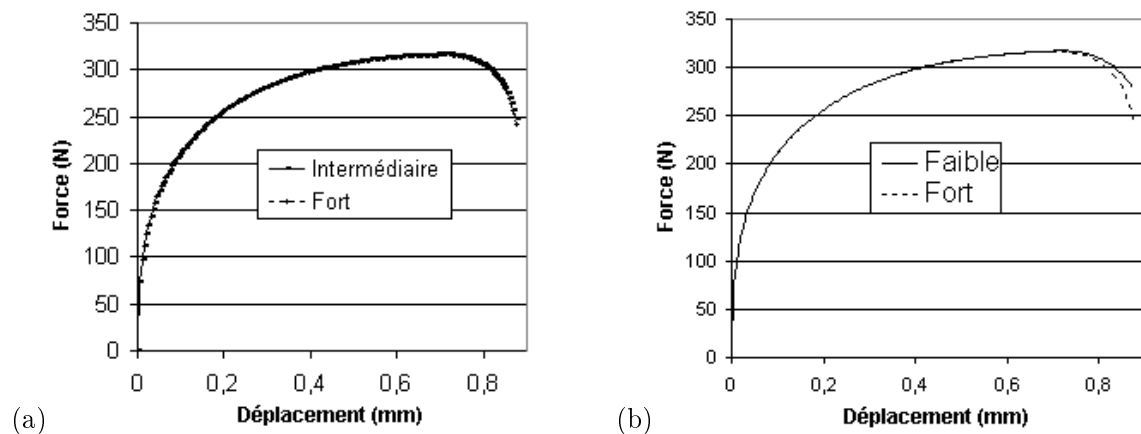 350
300
250
200
150
100
50
0
0
0,2
0,4
0,6
0,8
Force (N)
Déplacement (mm)
Intermédiaire
Fort
(a)
350
300
250
200
150
100
50
0
0
0,2
0,4
0,6
0,8
Force (N)
Déplacement (mm)
Faible
Fort
(b)